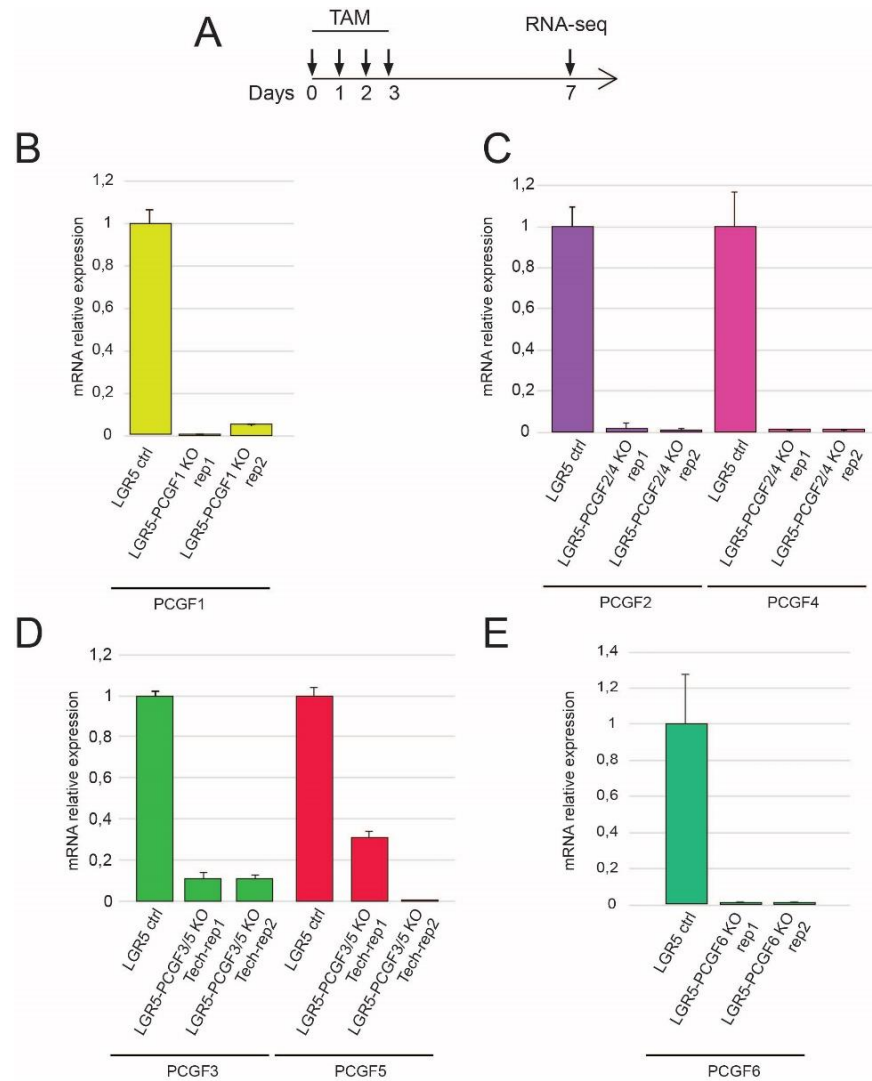 A
TAM
RNA-seq
Days 0 1 2 3 7
B
mRNA relative expression
1,2
1
0,8
0,6
0,4
0,2
0
LGR5 ctrl
LGR5-PCGF1 KO
rep1
LGR5-PCGF1 KO
rep2
PCGF1
C
mRNA relative expression
1,2
1
0,8
0,6
0,4
0,2
0
LGR5 ctrl
LGR5-PCGF2/4 KO
rep1
LGR5-PCGF2/4 KO
rep2
LGR5 ctrl
LGR5-PCGF2/4 KO
rep1
LGR5-PCGF2/4 KO
rep2
PCGF2
PCGF4
D
mRNA relative expression
1,2
1
0,8
0,6
0,4
0,2
0
LGR5 ctrl
LGR5-PCGF3/5 KO
Tech-rep1
LGR5-PCGF3/5 KO
Tech-rep2
LGR5 ctrl
LGR5-PCGF3/5 KO
Tech-rep1
LGR5-PCGF3/5 KO
Tech-rep2
PCGF3
PCGF5
E
mRNA relative expression
1,4
1,2
1
0,8
0,6
0,4
0,2
0
LGR5 ctrl
LGR5-PCGF6 KO
rep1
LGR5-PCGF6 KO
rep2
PCGF6